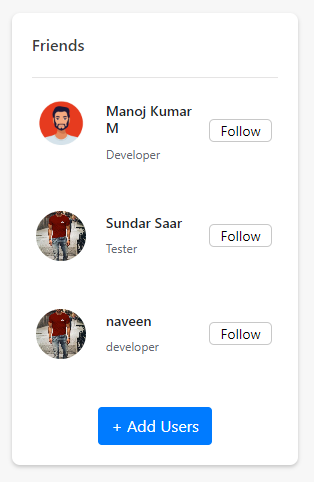 Friends
Manoj Kumar
M
Follow
Developer
Sundar Saar
Follow
Tester
naveen
Follow
developer
+ Add Users